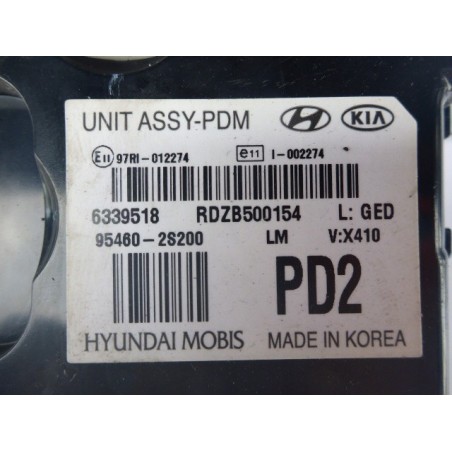 UNIT ASSY-PDM KIA
E11 97RI-012274 e11 I-002274
6339518 RDZB500154 L: GED
95460-2S200 LM V:X410
PD2
HYUNDAI MOBIS MADE IN KOREA